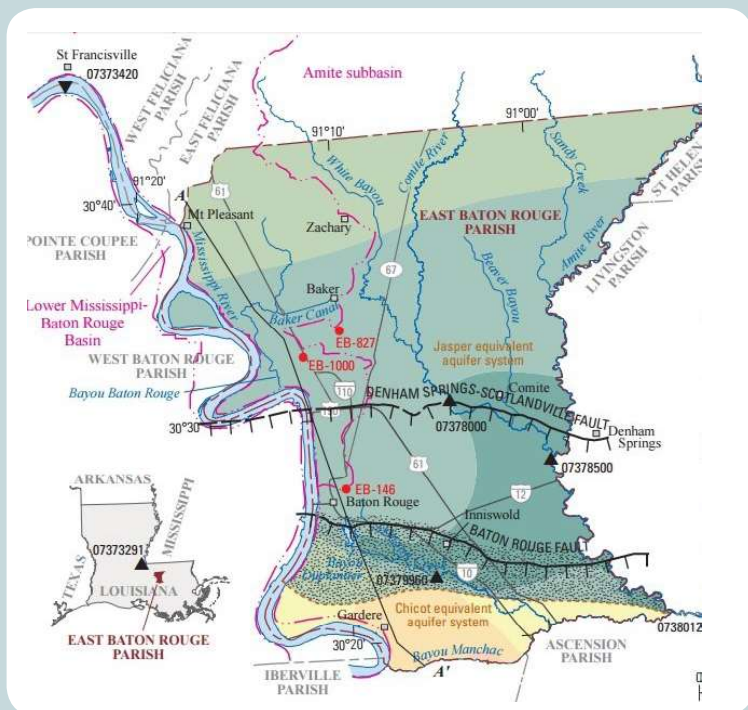 St Francisville
07373420
WEST FELICIANA
PARISH
EAST FELICIANA
PARISH
Amite subbasin
91°10'
91°00'
91°20'
30°40'
A
61
Mt Pleasant
White Bayou
Comite River
Sandy Creek
ST HELENA
PARISH
Zachary
EAST BATON ROUGE
PARISH
POINTE COUPEE
PARISH
Mississippi
River
67
Beaver Bayou
Amite River
LIVINGSTON
PARISH
Lower Mississippi-
Baton Rouge
Basin
Baker
Baker Canal
EB-827
WEST BATON ROUGE
PARISH
EB-1000
Jasper equivalent
aquifer system
Bayou Baton Rouge
110
DENHAM SPRINGS-SCOTLANDVILLE FAULT
Comite
07378000
30°30'
Denham
Springs
61
07378500
EB-146
12
Baton Rouge
Inniswold
BATON ROUGE FAULT
ARKANSAS
MISSISSIPPI
TEXAS
07373291
LOUISIANA
EAST BATON ROUGE
PARISH
Bayou
Duplantier
10
07379960
Chicot equivalent
aquifer system
0738012
Gardere
30°20'
Bayou Manchac
ASCENSION
PARISH
IBERVILLE
PARISH
A'